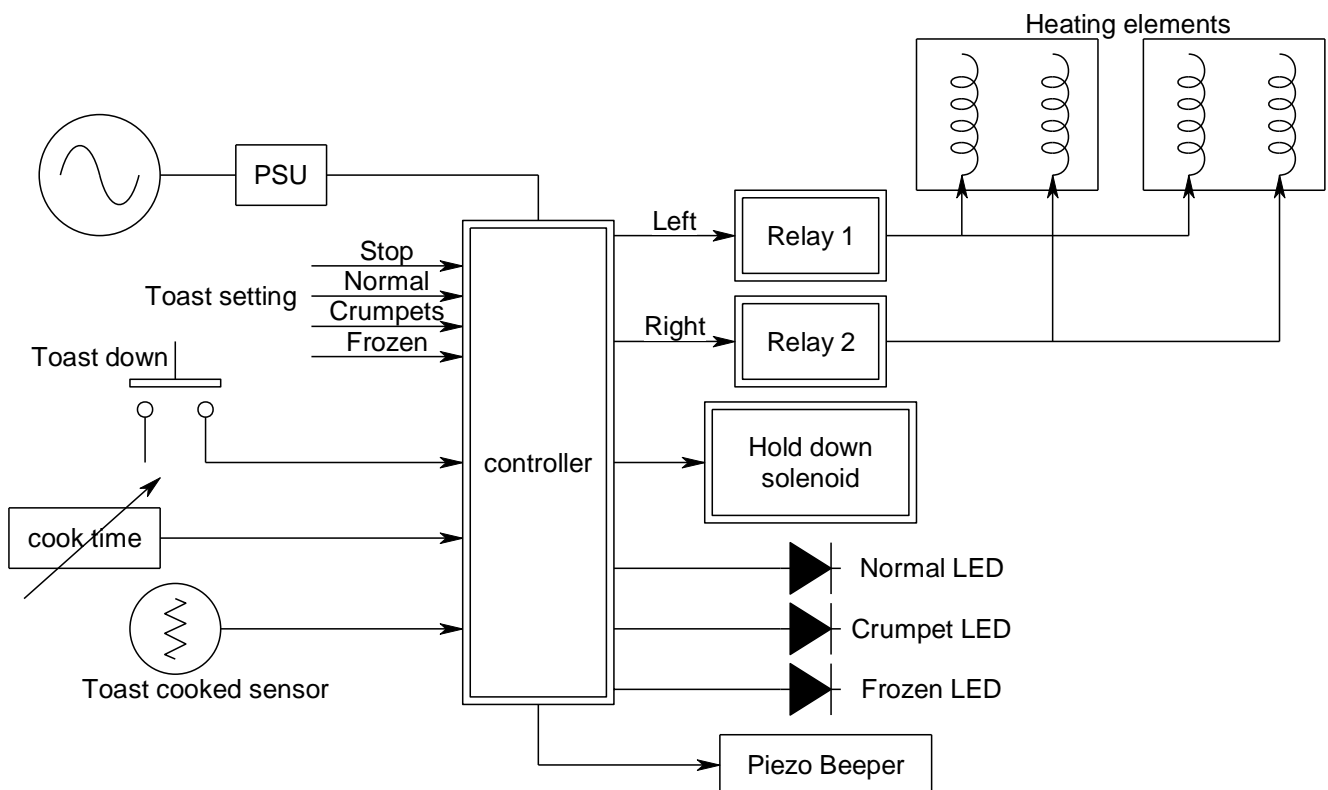 Heating elements
PSU
Left
Relay 1
Stop
Normal
Toast setting
Crumpets
Frozen
Right
Relay 2
Toast down
controller
Hold down
solenoid
cook time
Normal LED
Crumpet LED
Toast cooked sensor
Frozen LED
Piezo Beeper